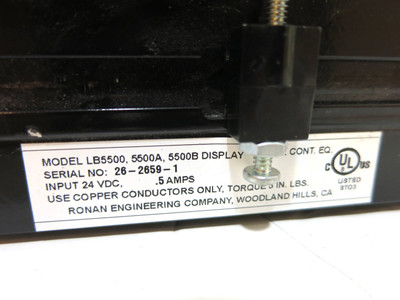 MODEL LB5500, 5500A, 5500B DISPLAY CONT. EQ.
SERIAL NO: 26-2659-1
INPUT 24 VDC, .5 AMPS
USE COPPER CONDUCTORS ONLY, TORQUE 5 IN. LBS.
RONAN ENGINEERING COMPANY, WOODLAND HILLS, CA
C UL US
LISTED